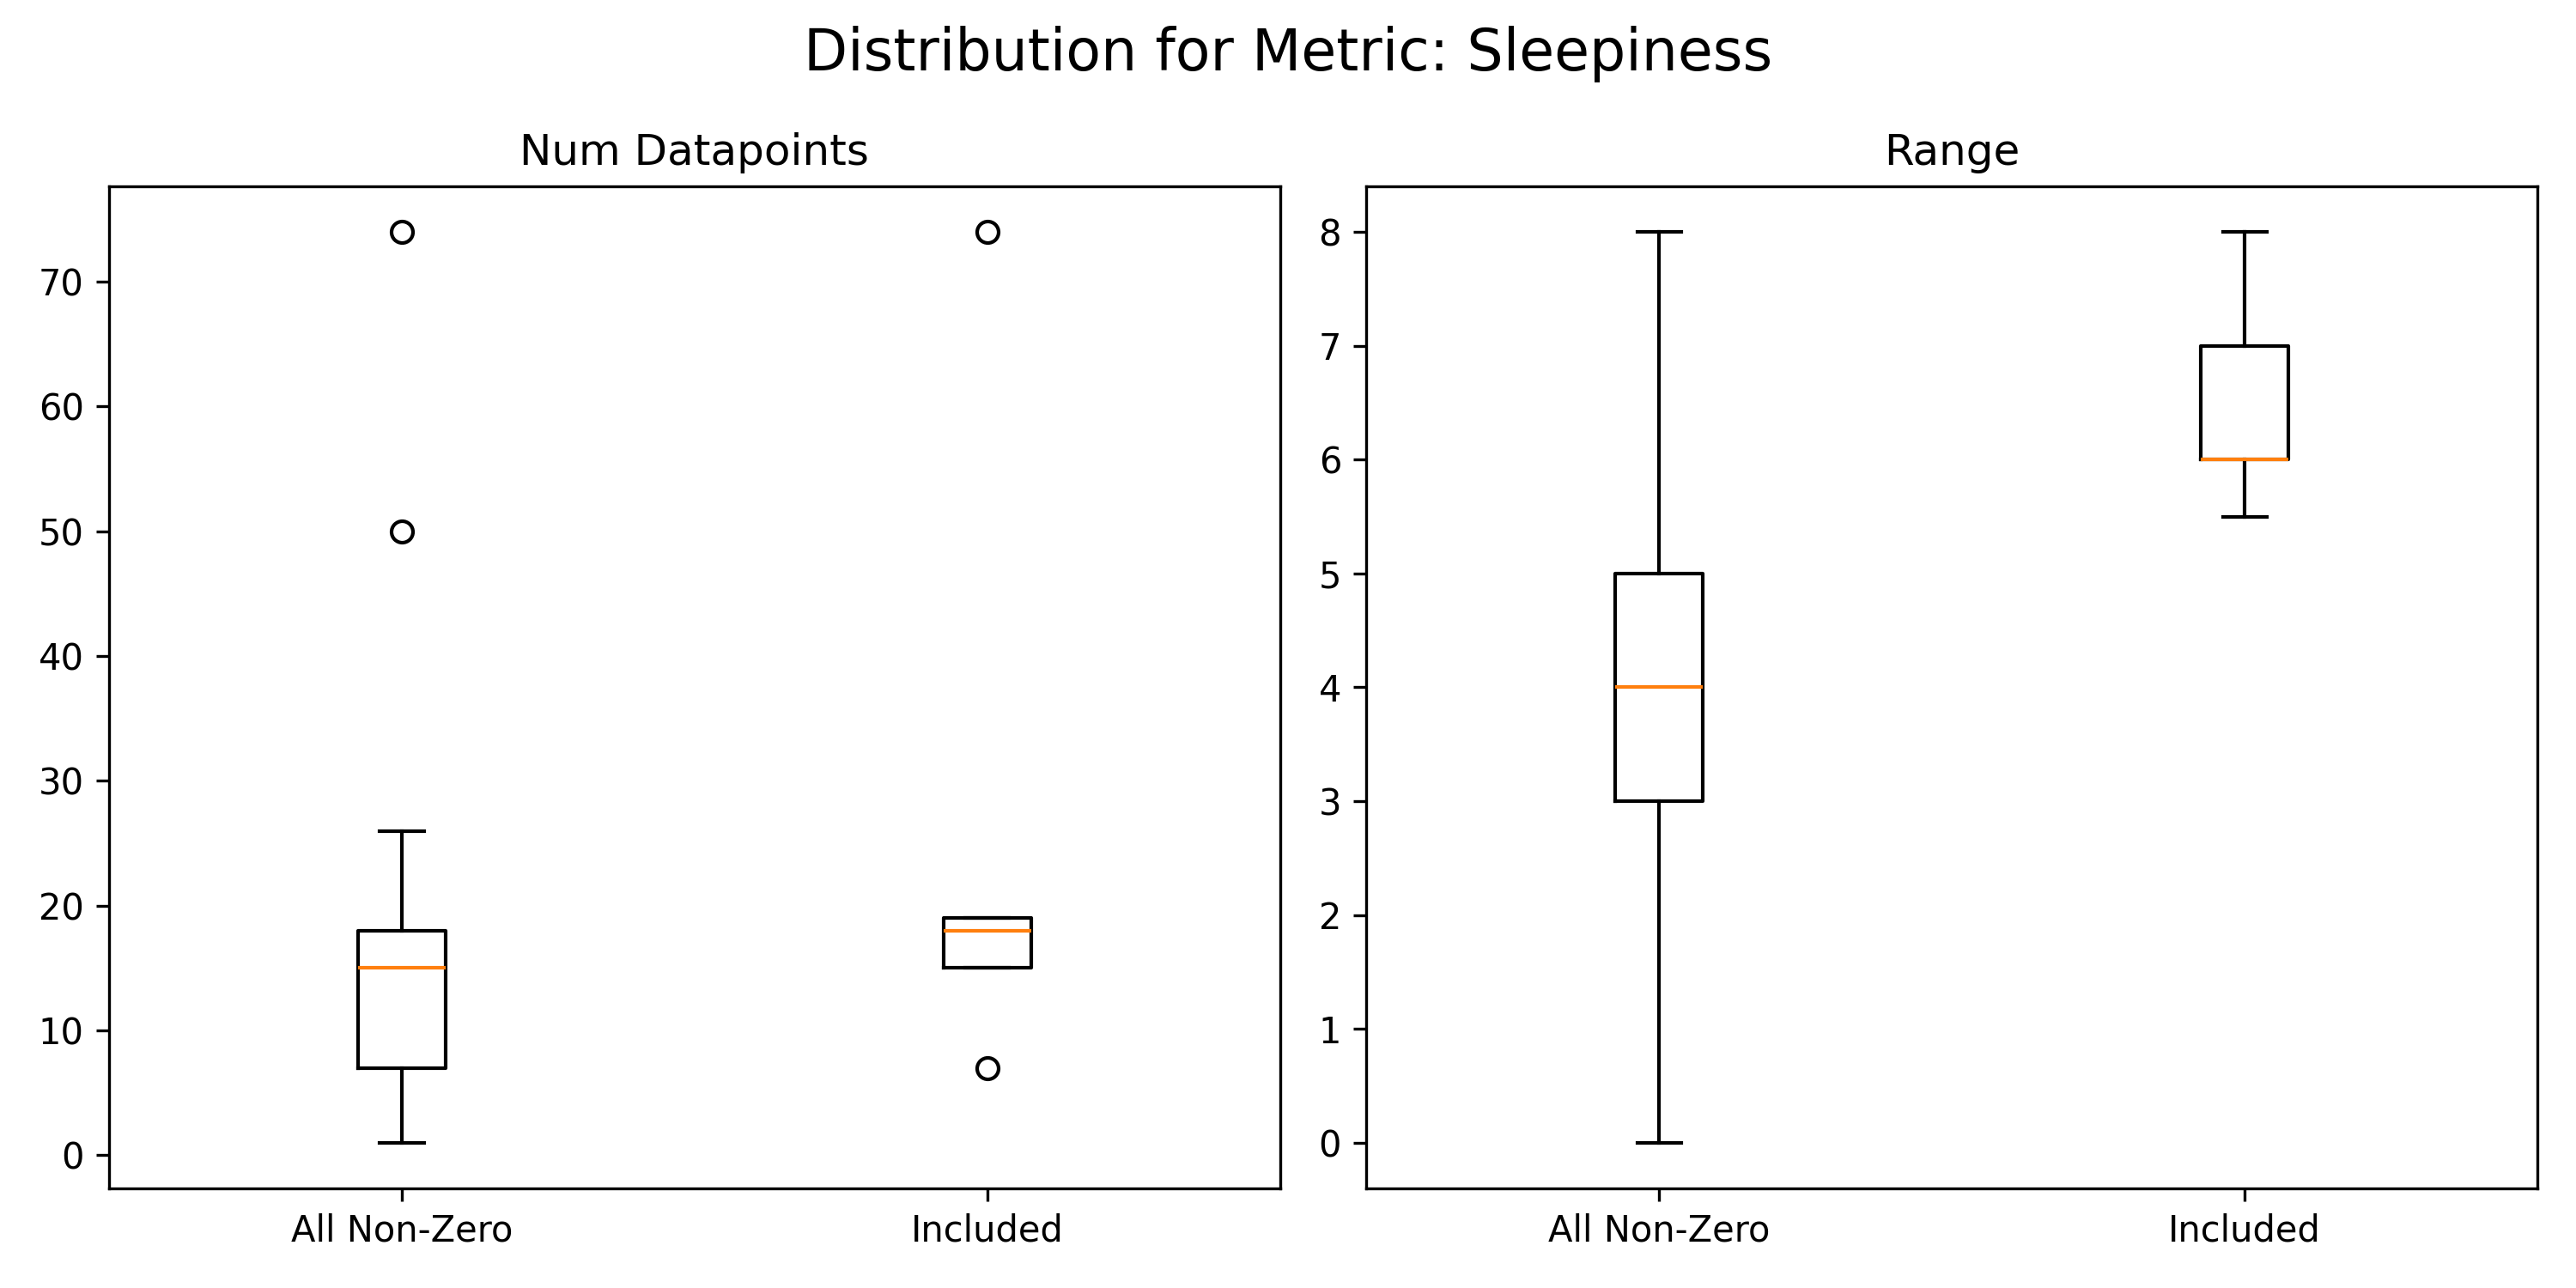 Distribution for Metric: Sleepiness
Num Datapoints
70
60
50
40
30
20
10
0
All Non-Zero
Included
Range
8
7
6
5
4
3
2
1
0
All Non-Zero
Included